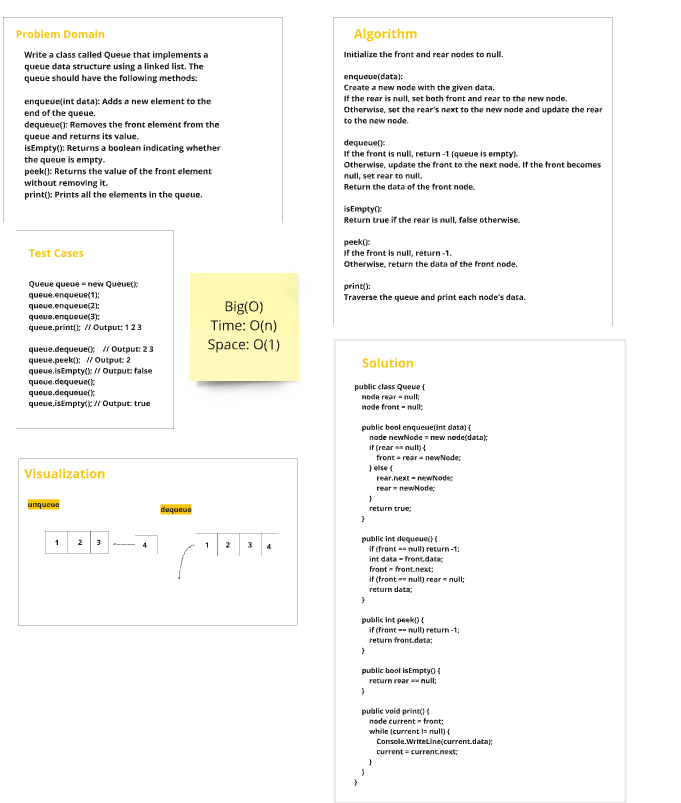 Problem Domain
Write a class called Queue that implements a
queue data structure using a linked list. The
queue should have the following methods:
enqueue(int data): Adds a new element to the
end of the queue.
dequeue(): Removes the front element from the
queue and returns its value.
isEmpty(): Returns a boolean indicating whether
the queue is empty.
peek(): Returns the value of the front element
without removing it.
print(): Prints all the elements in the queue.
Test Cases
Queue queue = new Queue();
queue.enqueue(1);
queue.enqueue(2);
queue.enqueue(3);
queue.print(); // Output: 1 2 3
queue.dequeue(); // Output: 2 3
queue.peek(); // Output: 2
queue.isEmpty(); // Output: false
queue.dequeue();
queue.dequeue();
queue.isEmpty(); // Output: true
Big(O)
Time: O(n)
Space: O(1)
Visualization
unqueue
1 2 3 4
dequeue
1 2 3 4
Algorithm
Initialize the front and rear nodes to null.
enqueue(data):
Create a new node with the given data.
If the rear is null, set both front and rear to the new node.
Otherwise, set the rear's next to the new node and update the rear
to the new node.
dequeue():
If the front is null, return -1 (queue is empty).
Otherwise, update the front to the next node. If the front becomes
null, set rear to null.
Return the data of the front node.
isEmpty():
Return true if the rear is null, false otherwise.
peek():
If the front is null, return -1.
Otherwise, return the data of the front node.
print():
Traverse the queue and print each node's data.
Solution
public class Queue {
node rear = null;
node front = null;
public bool enqueue(int data) {
node newNode = new node(data);
if (rear == null) {
front = rear = newNode;
} else {
rear.next = newNode;
rear = newNode;
}
return true;
}
public int dequeue() {
if (front == null) return -1;
int data = front.data;
front = front.next;
if (front == null) rear = null;
return data;
}
public int peek() {
if (front == null) return -1;
return front.data;
}
public bool isEmpty() {
return rear == null;
}
public void print() {
node current = front;
while (current != null) {
Console.WriteLine(current.data);
current = current.next;
}
}
}